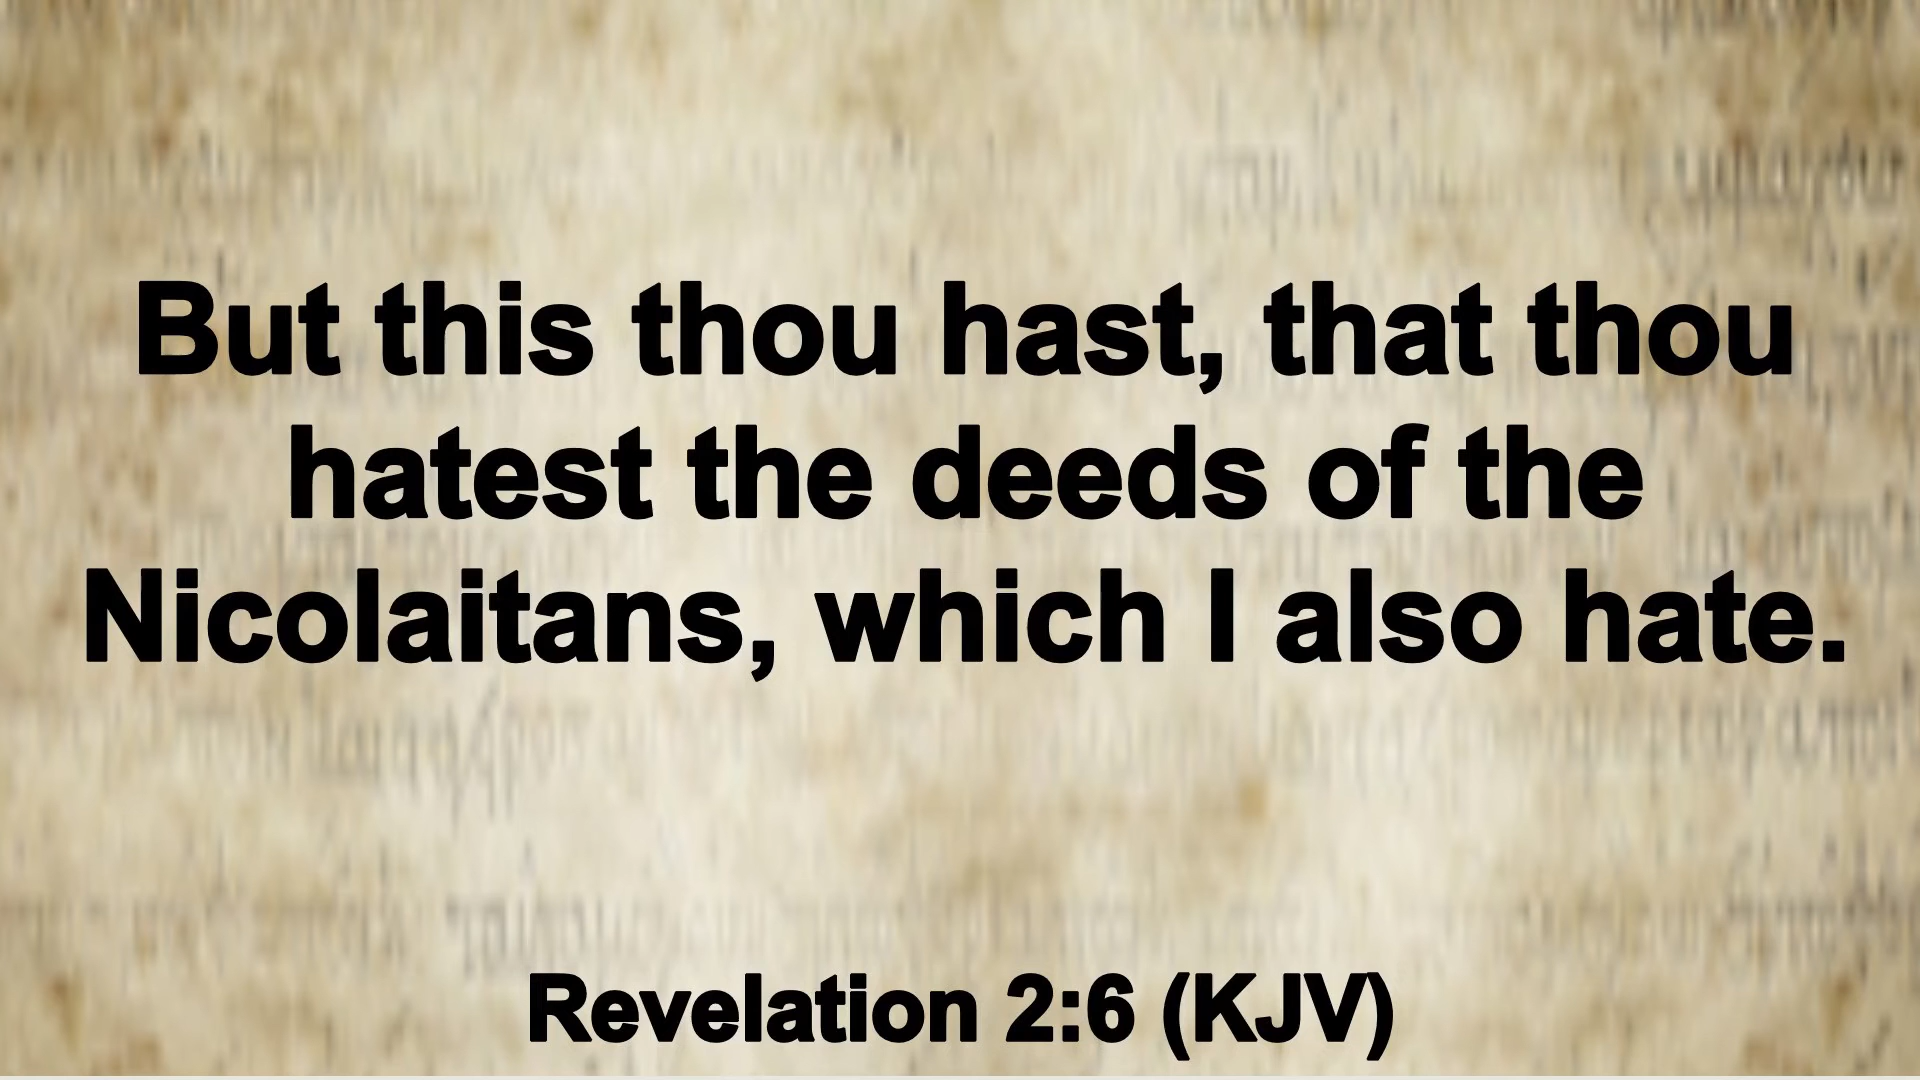 But this thou hast, that thou
hatest the deeds of the
Nicolaitans, which I also hate.
Revelation 2:6 (KJV)